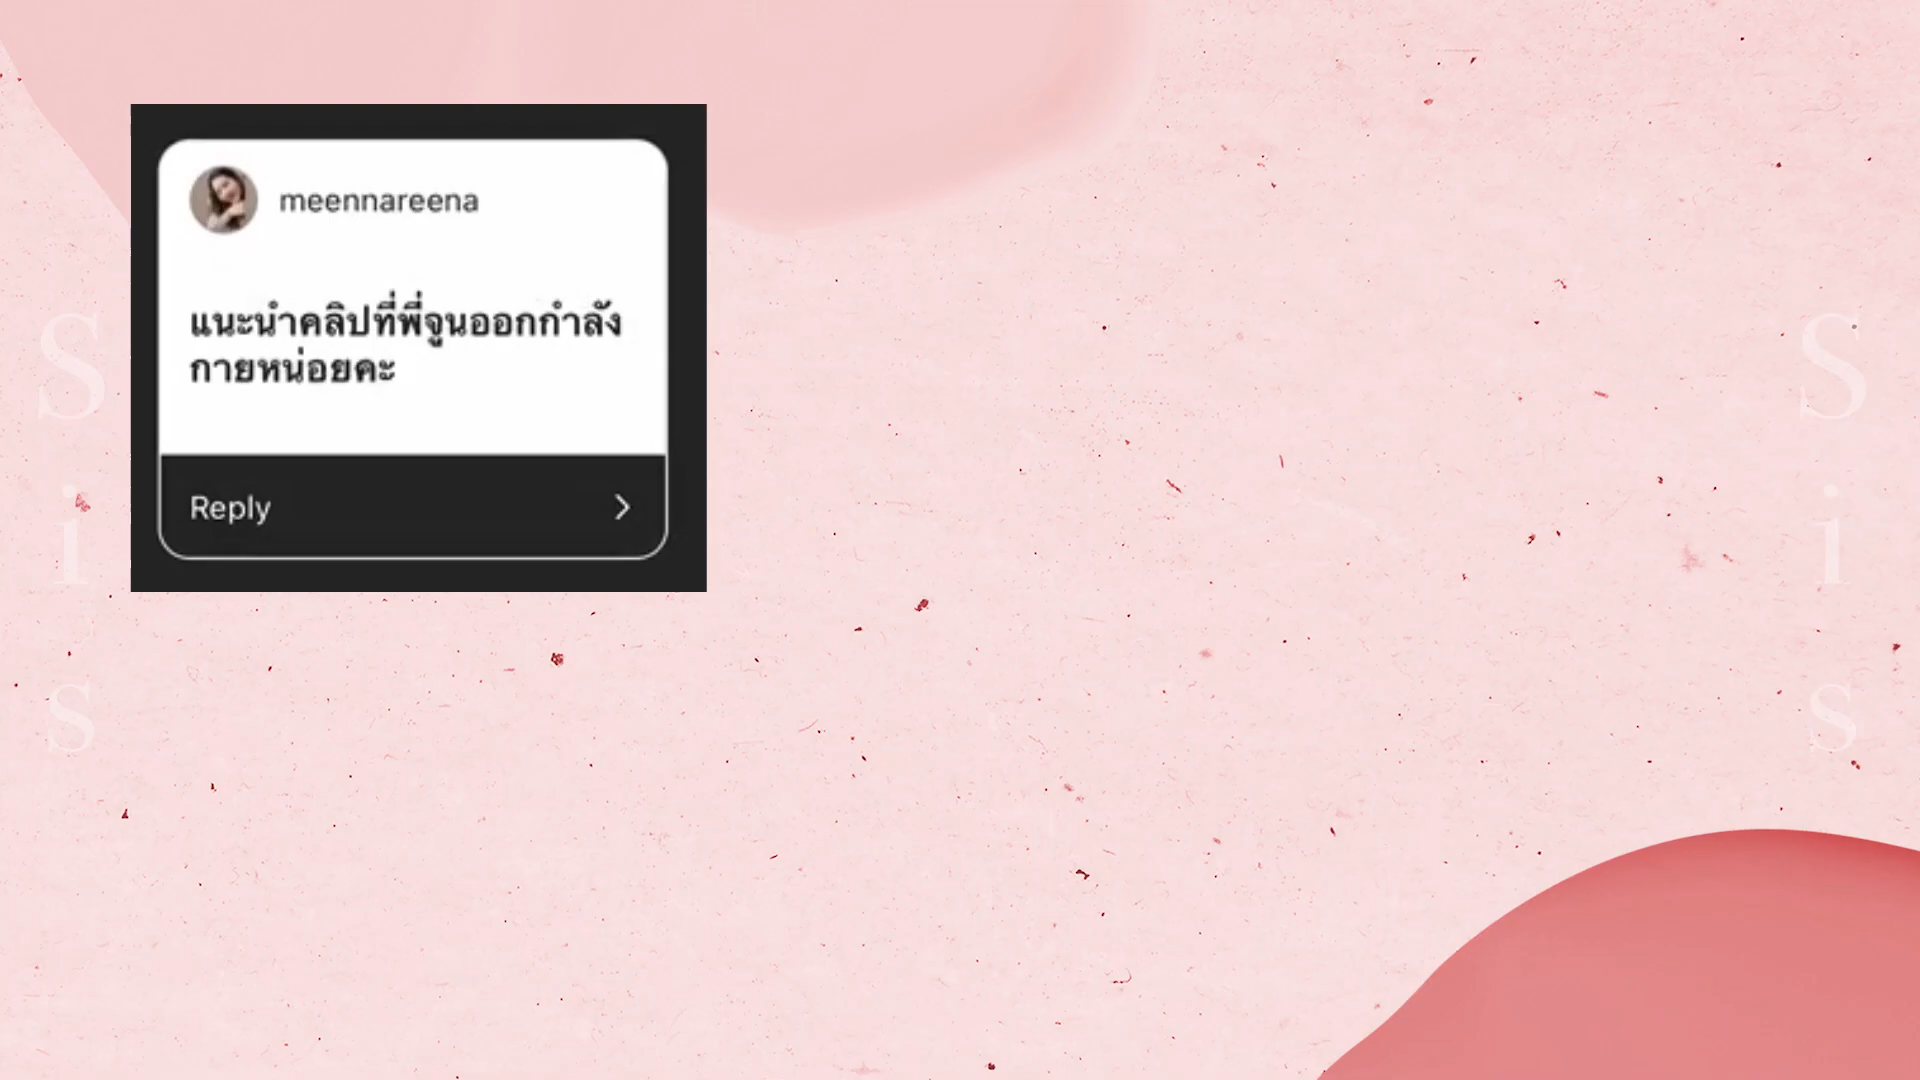 meennareena
แนะนำคลิปที่พี่จูนออกกำลัง
กายหน่อยคะ
Reply
S
i
s
S
i
s